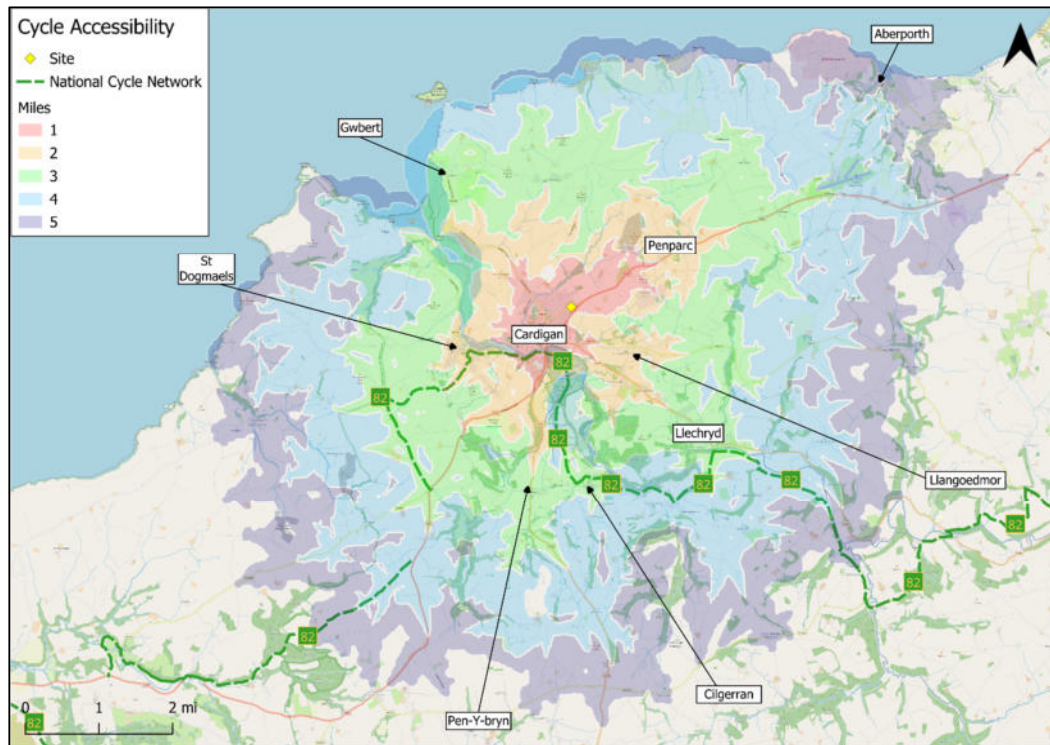 Cycle Accessibility
Site
National Cycle Network
Miles
1
2
3
4
5
Aberporth
Gwbert
Penparc
St
Dogmaels
Cardigan
82
82
82
Llechryd
82
82
82
Llangoedmor
82
82
82
Cilgerran
Pen-Y-bryn
0 1 2 mi
82